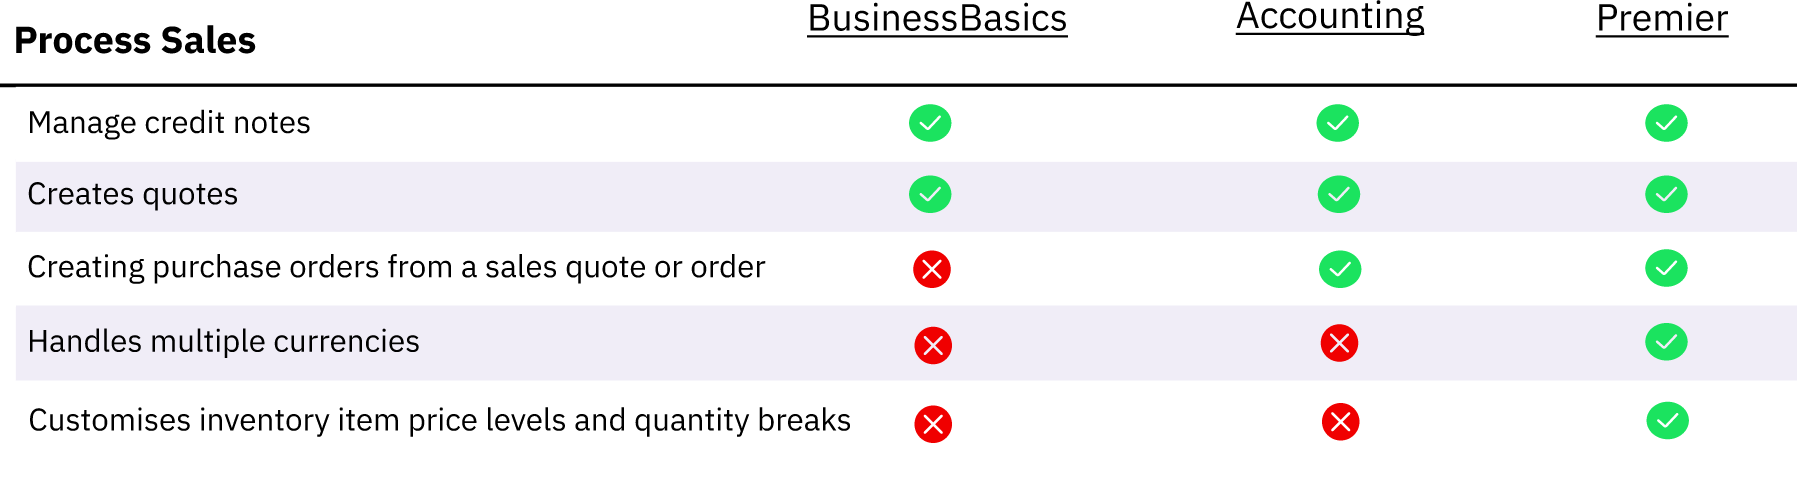 BusinessBasics Accounting Premier
Process Sales
Manage credit notes
Creates quotes
Creating purchase orders from a sales quote or order
Handles multiple currencies
Customises inventory item price levels and quantity breaks